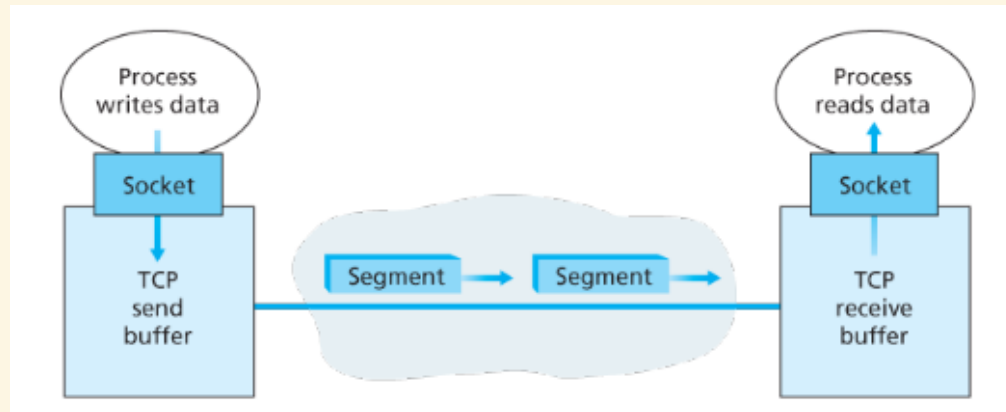 Process
writes data
Process
reads data
Socket
Socket
Segment
Segment
TCP
send
buffer
TCP
receive
buffer